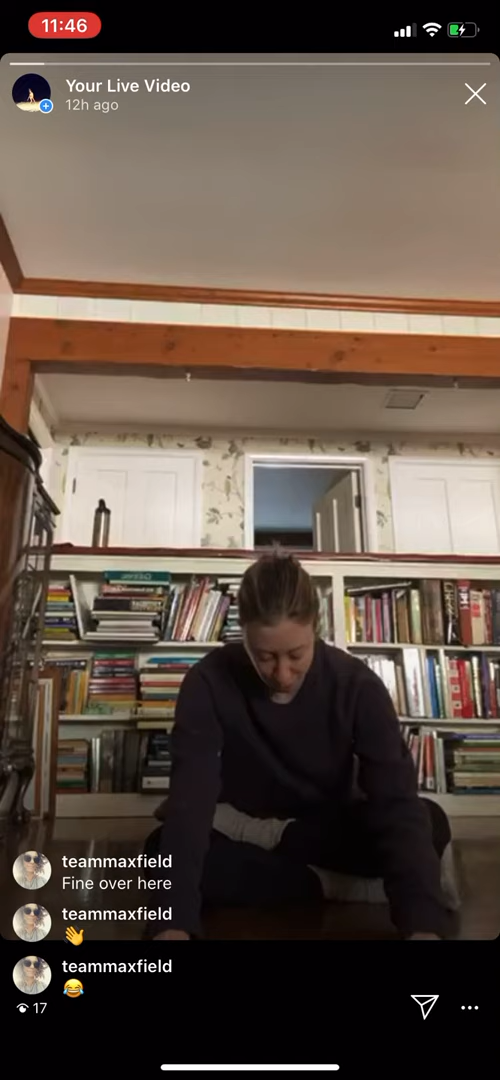 11:46
Your Live Video
12h ago
teammaxfield
Fine over here
teammaxfield
👋
teammaxfield
😂
17